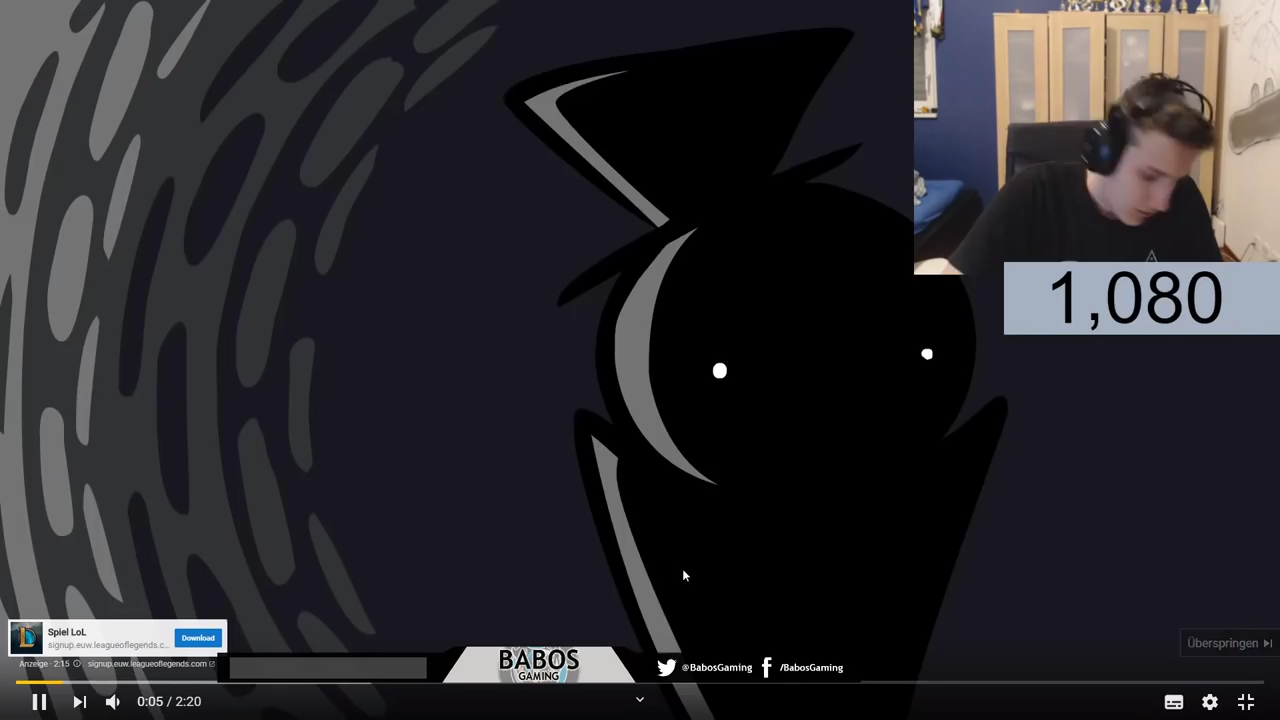 1,080
Spiel LoL
signup.euw.leagueoflegends.c...
Download
Überspringen
Anzeige · 2:15
signup.euw.leagueoflegends.com
BABOS
GAMING
@BabosGaming
/BabosGaming
0:05 / 2:20